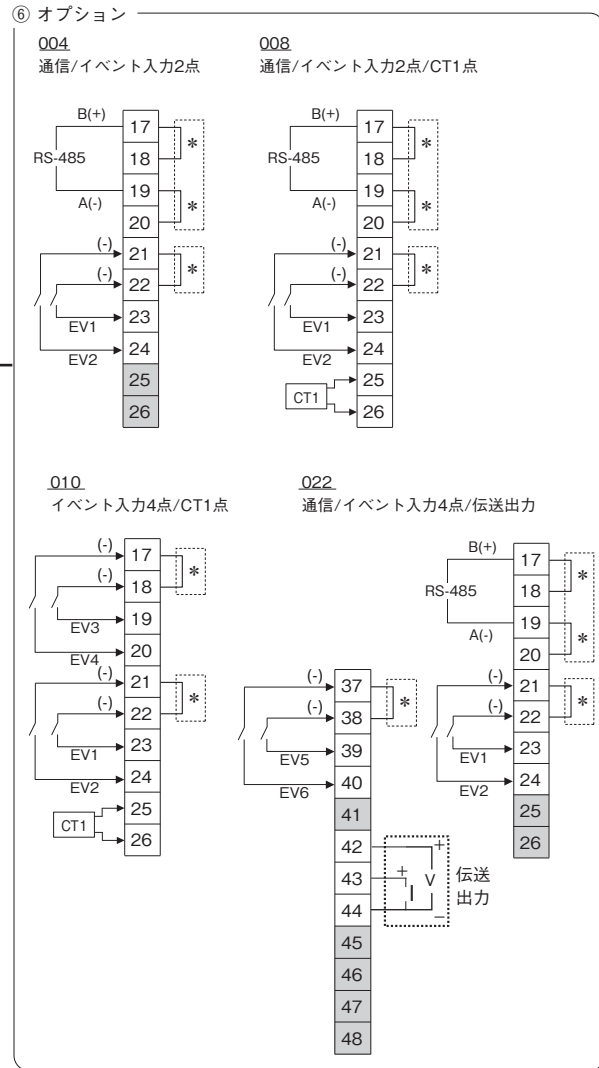 ⑥ オプション
004
通信/イベント入力2点
B(+)
RS-485
A(-)
(-)
(-)
EV1
EV2
17
18
19
20
21
22
23
24
25
26
*
*
*
008
通信/イベント入力2点/CT1点
B(+)
RS-485
A(-)
(-)
(-)
EV1
EV2
CT1
17
18
19
20
21
22
23
24
25
26
*
*
*
010
イベント入力4点/CT1点
(-)
(-)
EV3
EV4
(-)
(-)
EV1
EV2
CT1
17
18
19
20
21
22
23
24
25
26
*
*
022
通信/イベント入力4点/伝送出力
(-)
(-)
EV5
EV6
37
38
39
40
41
42
43
44
45
46
47
48
*
+
+
I
V
−
伝送
出力
B(+)
RS-485
A(-)
(-)
(-)
EV1
EV2
17
18
19
20
21
22
23
24
25
26
*
*
*